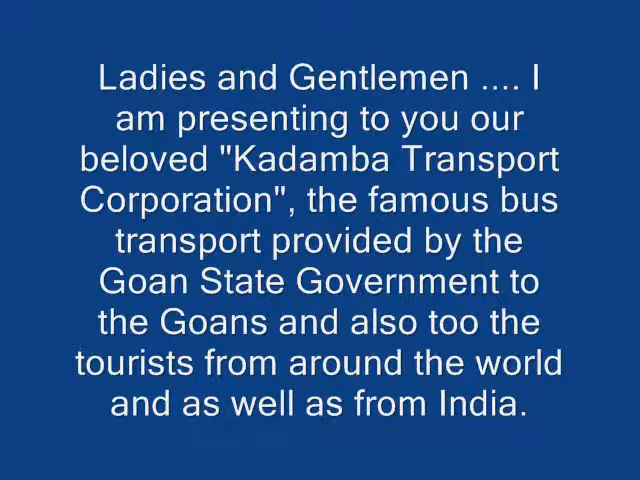 Ladies and Gentlemen .... I
am presenting to you our
beloved "Kadamba Transport
Corporation", the famous bus
transport provided by the
Goan State Government to
the Goans and also too the
tourists from around the world
and as well as from India.